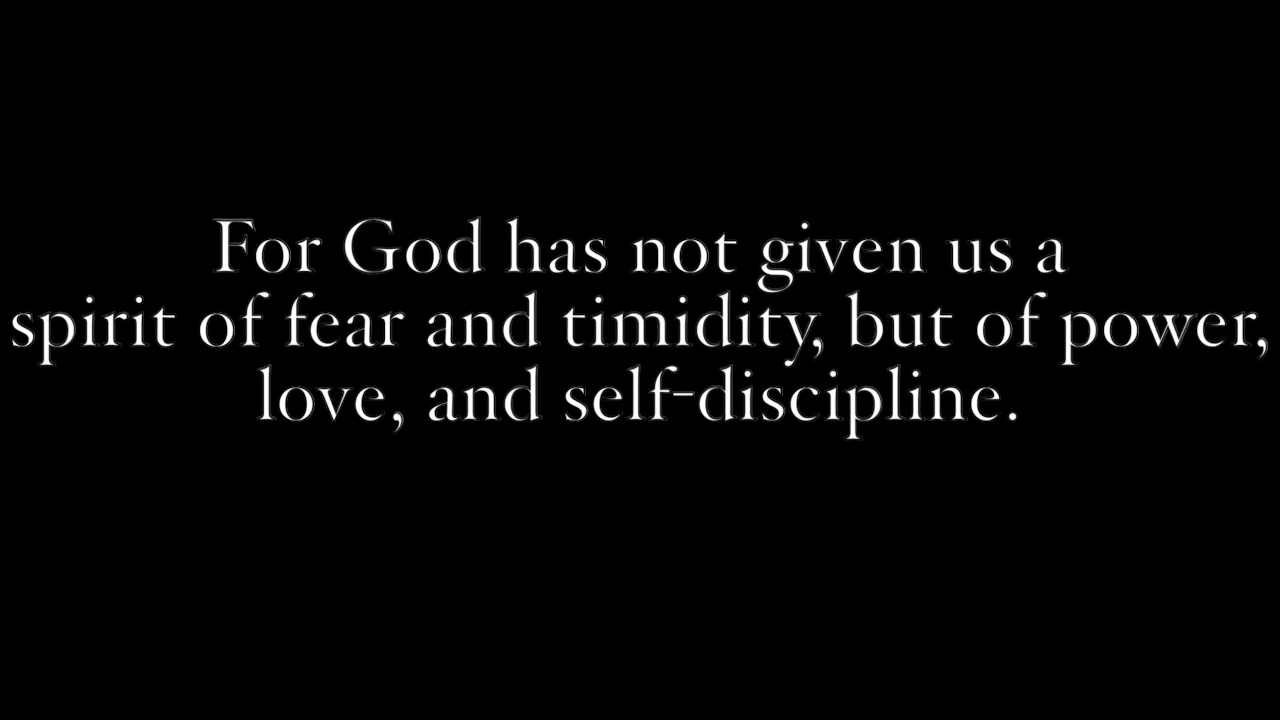 For God has not given us a
spirit of fear and timidity, but of power,
love, and self-discipline.